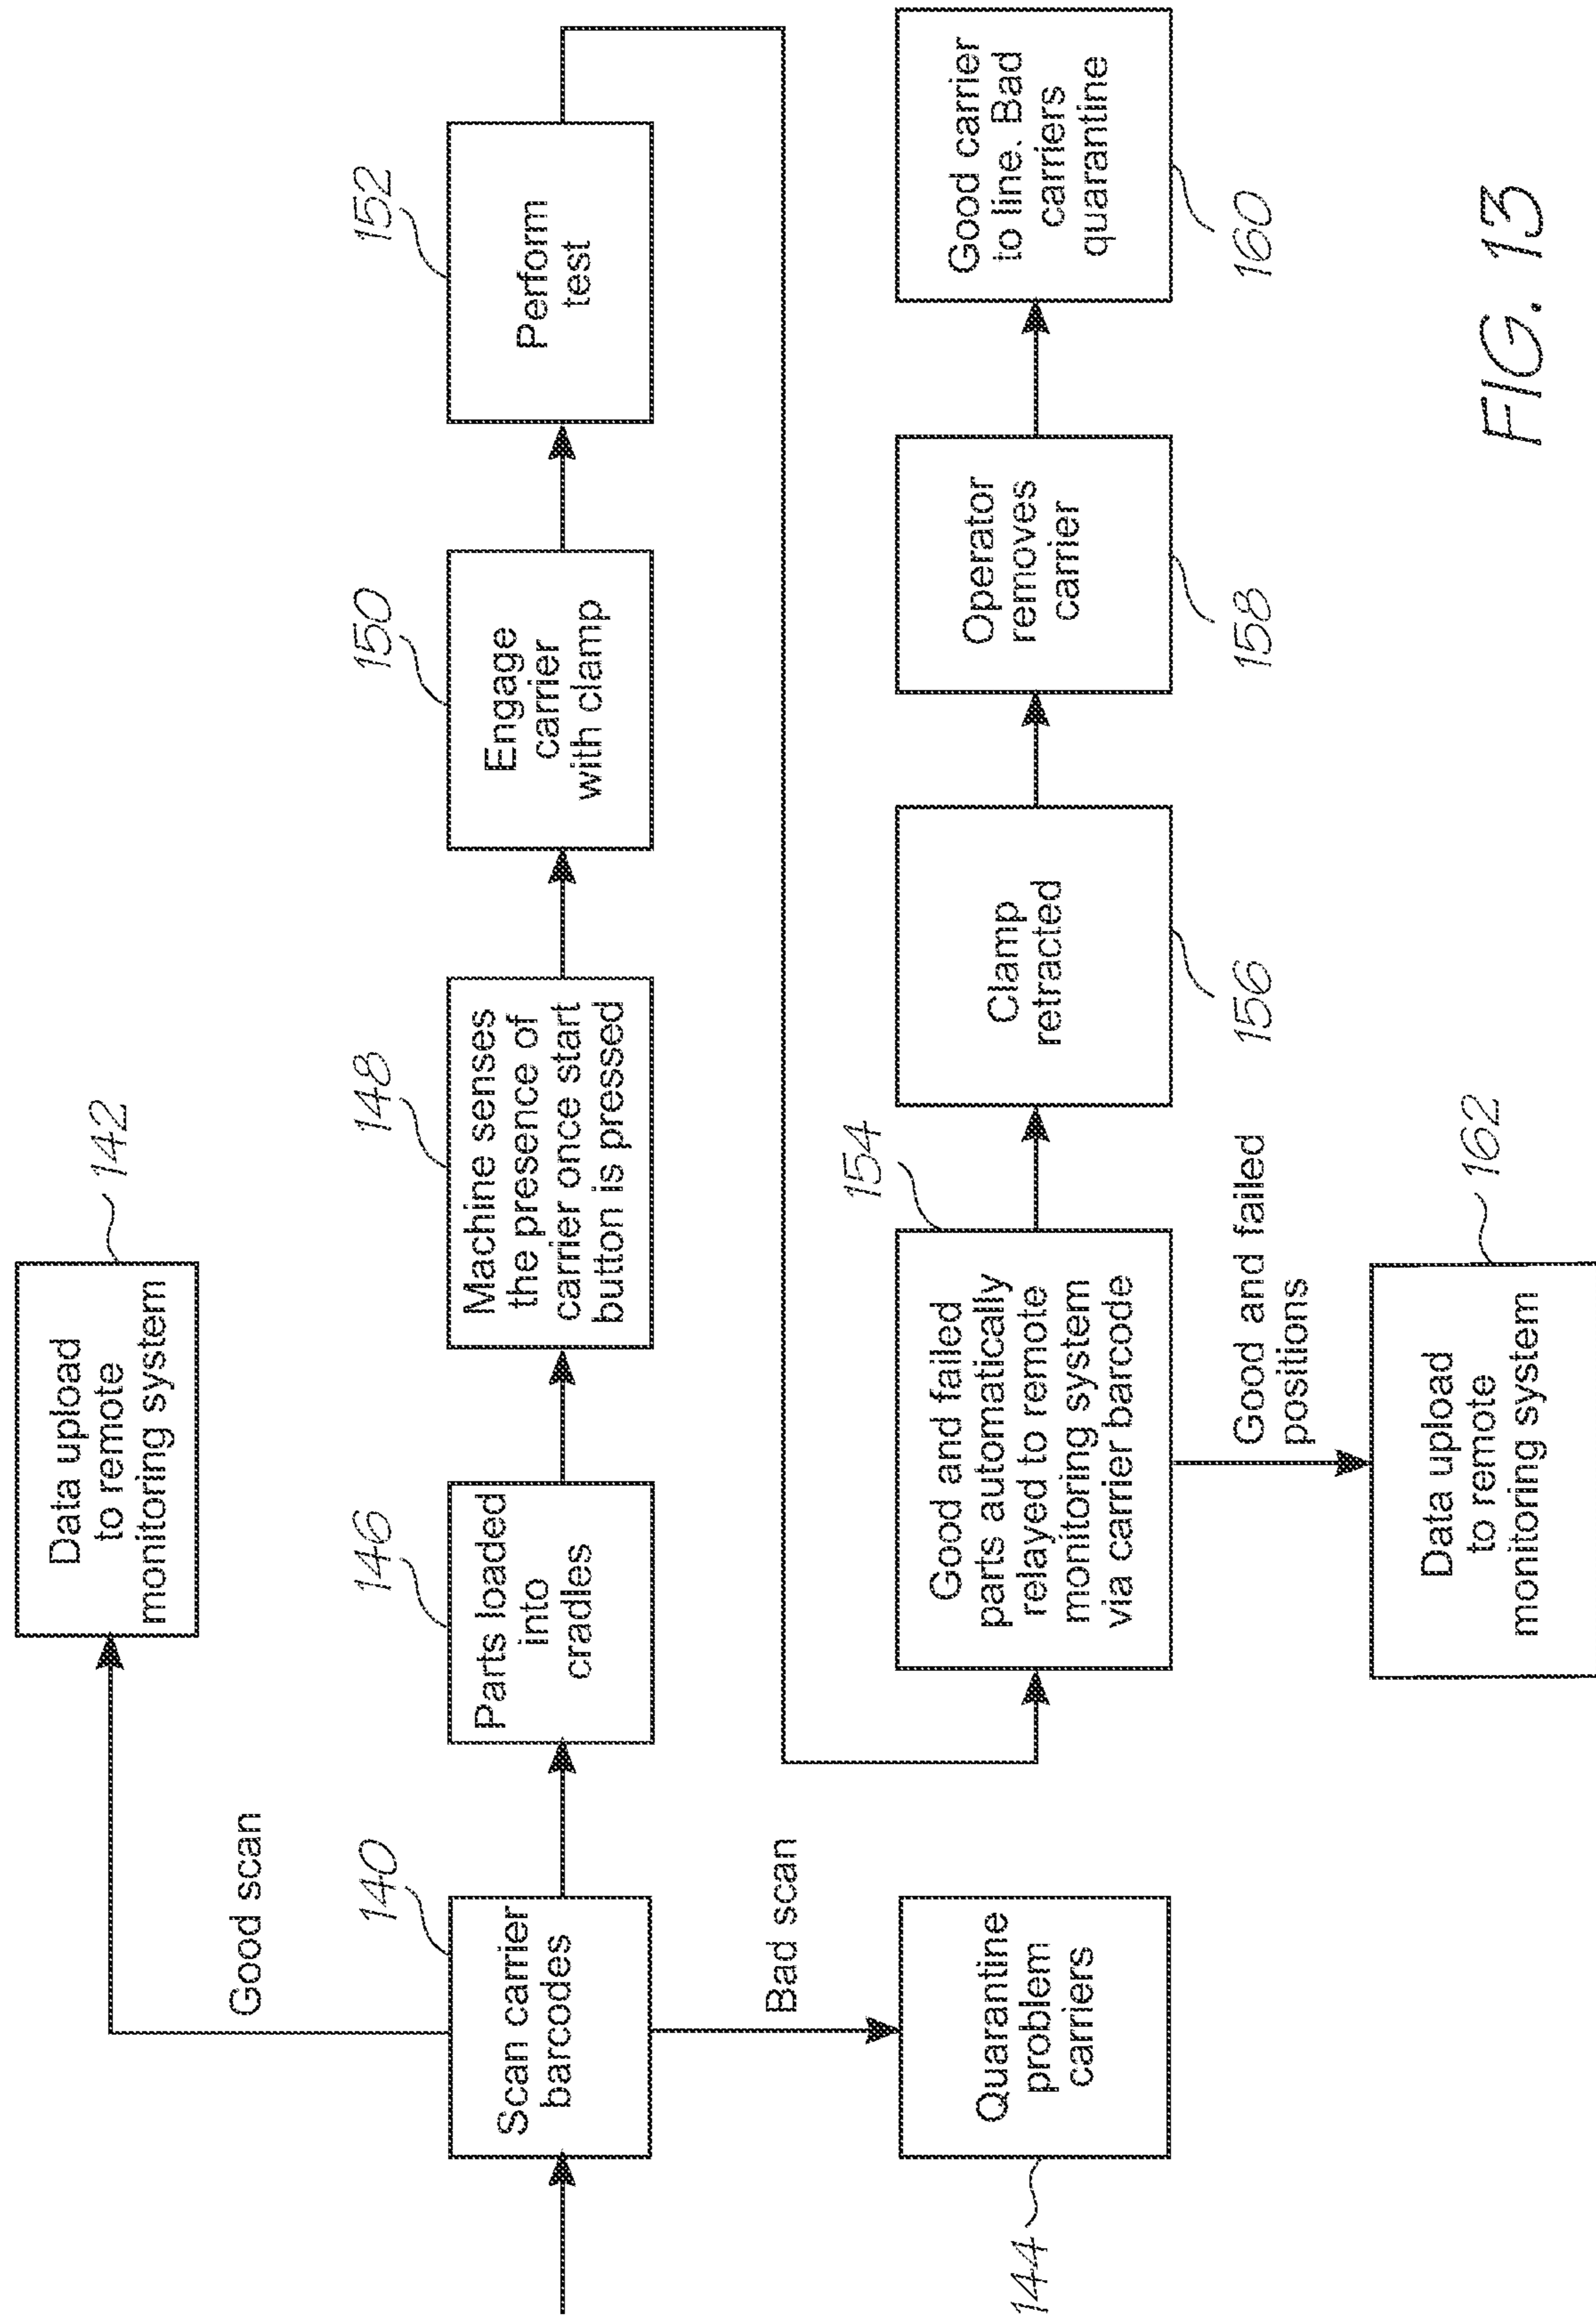 142
Data upload
to remote
monitoring system
Good scan
140
Scan carrier
barcodes
146
Parts loaded
into
cradles
148
Machine senses
the presence of
carrier once start
button is pressed
150
Engage
carrier
with clamp
152
Perform
test
Bad scan
144
Quarantine
problem
carriers
154
Good and failed
parts automatically
relayed to remote
monitoring system
via carrier barcode
Clamp
retracted
156
Operator
removes
carrier
158
Good carrier
to line. Bad
carriers
quarantine
160
Good and failed
positions
162
Data upload
to remote
monitoring system
FIG. 13